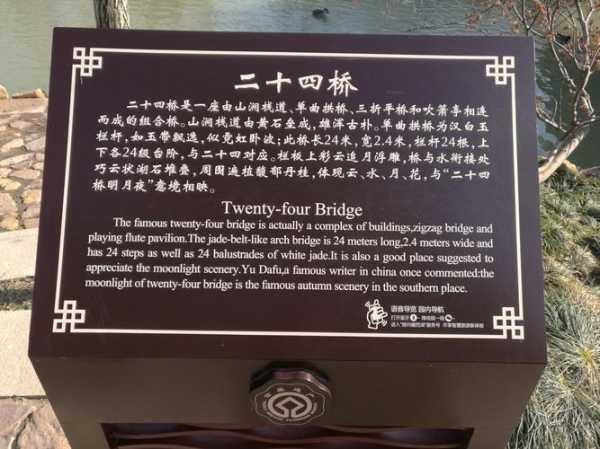 二十四桥
二十四桥是一座由山涧栈道、单曲拱桥、三折平桥和吹箫亭相连
而成的组合桥。山涧栈道由黄石垒成,雄浑古朴。单曲拱桥为汉白玉
栏杆,如玉带飘逸,似霓虹卧波;此桥长24米,宽2.4米,栏杆24根,上
下各24级台阶,与二十四对应。栏板上彩云追月浮雕,桥与水衔接处
巧云状湖石堆叠,周围遍植馥郁丹桂,体现云、水、月、花,与“二十四
桥明月夜”意境相映。
Twenty-four Bridge
The famous twenty-four bridge is actually a complex of buildings,zigzag bridge and
playing flute pavilion.The jade-belt-like arch bridge is 24 meters long,2.4 meters wide and
has 24 steps as well as 24 balustrades of white jade.It is also a good place suggested to
appreciate the moonlight scenery.Yu Dafu,a famous writer in china once commented:the
moonlight of twenty-four bridge is the famous autumn scenery in the southern place.
语音导览 园内导航